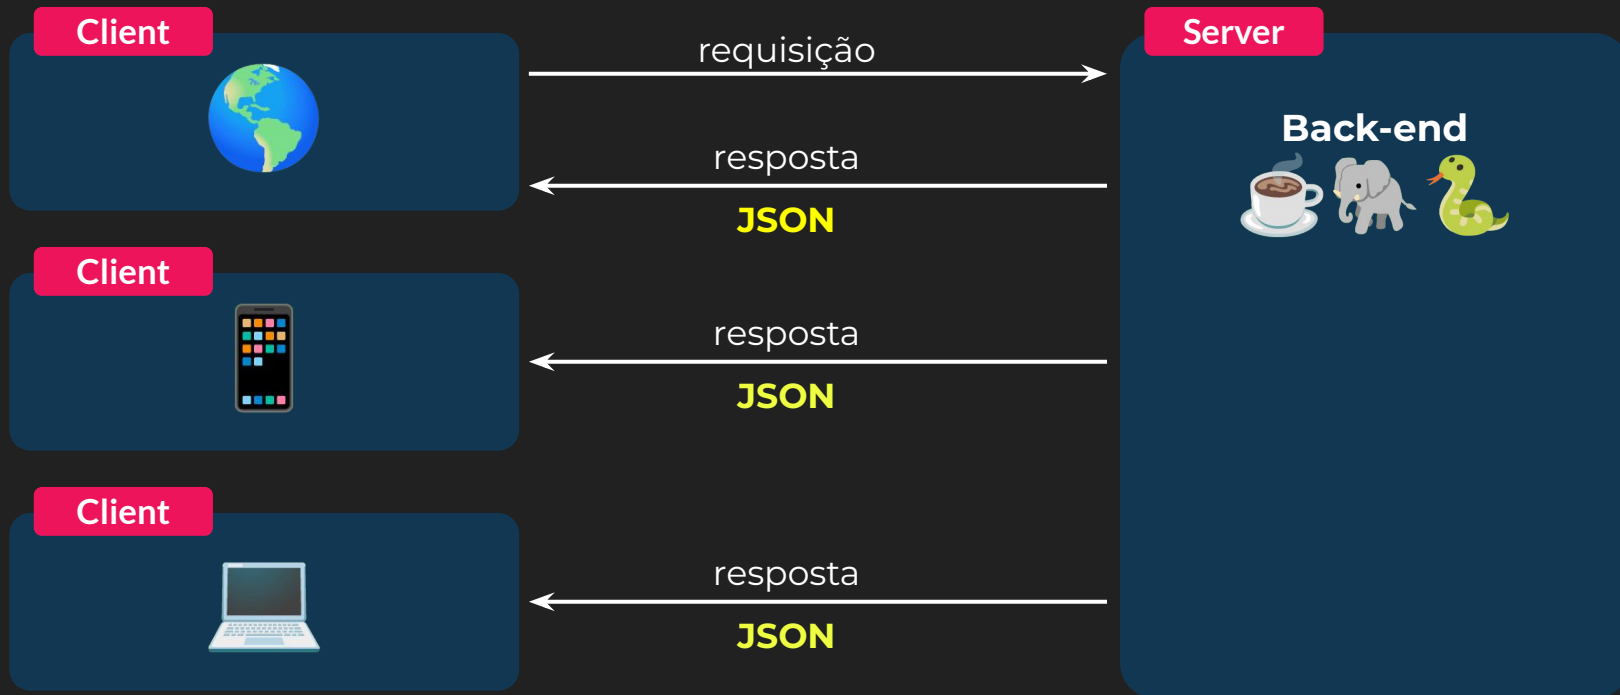 Client
requisição
Server
Back-end
resposta
JSON
Client
resposta
JSON
Client
resposta
JSON